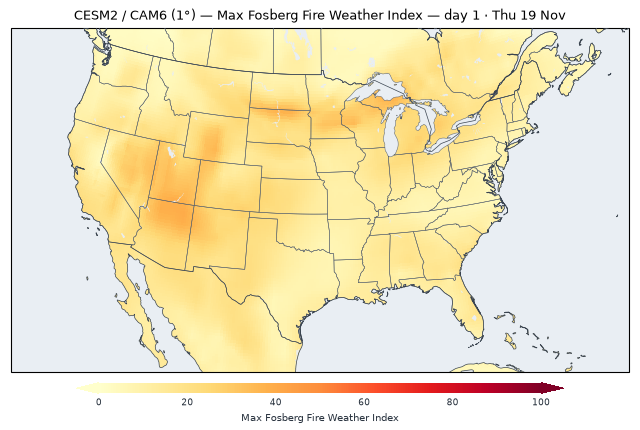 CESM2 / CAM6 (1°) — Max Fosberg Fire Weather Index — day 1 · Thu 19 Nov
0 20 40 60 80 100
Max Fosberg Fire Weather Index